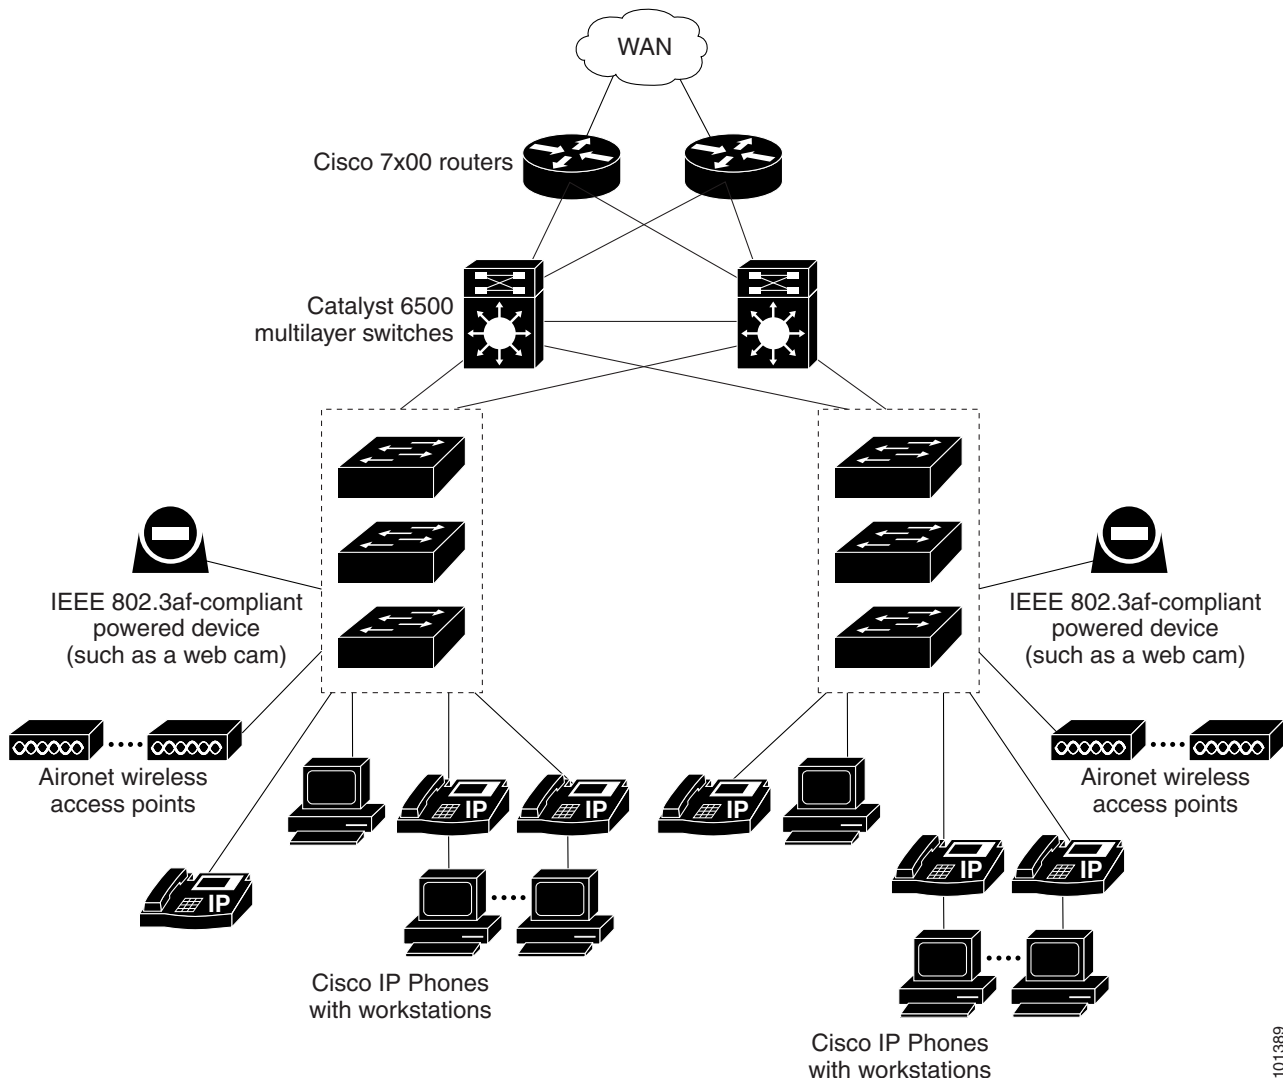 WAN
Cisco 7x00 routers
Catalyst 6500
multilayer switches
IEEE 802.3af-compliant
powered device
(such as a web cam)
IEEE 802.3af-compliant
powered device
(such as a web cam)
Aironet wireless
access points
Aironet wireless
access points
IP
IP
IP
IP
IP
IP
Cisco IP Phones
with workstations
Cisco IP Phones
with workstations
101389